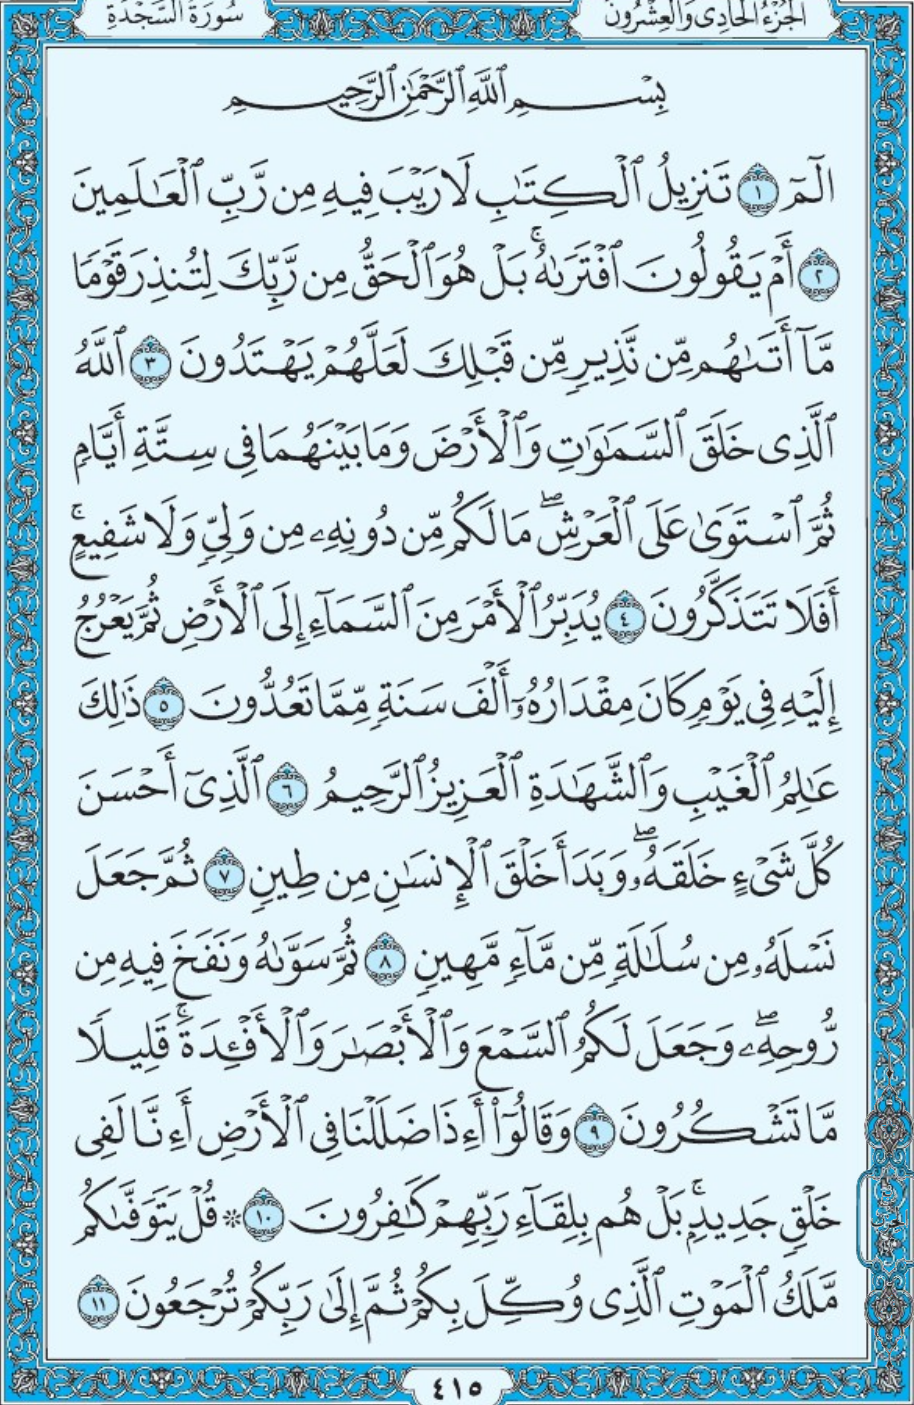 الجزء الحادي والعشرون
سورة السجدة
بِسْمِ ٱللَّهِ ٱلرَّحْمَٰنِ ٱلرَّحِيمِ
الٓمٓ ١ تَنزِيلُ ٱلْكِتَٰبِ لَا رَيْبَ فِيهِ مِن رَّبِّ ٱلْعَٰلَمِينَ
٢ أَمْ يَقُولُونَ ٱفْتَرَىٰهُ ۚ بَلْ هُوَ ٱلْحَقُّ مِن رَّبِّكَ لِتُنذِرَ قَوْمًا
مَّآ أَتَىٰهُم مِّن نَّذِيرٍ مِّن قَبْلِكَ لَعَلَّهُمْ يَهْتَدُونَ ٣ ٱللَّهُ
ٱلَّذِى خَلَقَ ٱلسَّمَٰوَٰتِ وَٱلْأَرْضَ وَمَا بَيْنَهُمَا فِى سِتَّةِ أَيَّامٍ
ثُمَّ ٱسْتَوَىٰ عَلَى ٱلْعَرْشِ ۖ مَا لَكُم مِّن دُونِهِۦ مِن وَلِىٍّ وَلَا شَفِيعٍ ۚ
أَفَلَا تَتَذَكَّرُونَ ٤ يُدَبِّرُ ٱلْأَمْرَ مِنَ ٱلسَّمَآءِ إِلَى ٱلْأَرْضِ ثُمَّ يَعْرُجُ
إِلَيْهِ فِى يَوْمٍ كَانَ مِقْدَارُهُۥٓ أَلْفَ سَنَةٍ مِّمَّا تَعُدُّونَ ٥ ذَٰلِكَ
عَٰلِمُ ٱلْغَيْبِ وَٱلشَّهَٰدَةِ ٱلْعَزِيزُ ٱلرَّحِيمُ ٦ ٱلَّذِىٓ أَحْسَنَ
كُلَّ شَىْءٍ خَلَقَهُۥ ۖ وَبَدَأَ خَلْقَ ٱلْإِنسَٰنِ مِن طِينٍ ٧ ثُمَّ جَعَلَ
نَسْلَهُۥ مِن سُلَٰلَةٍ مِّن مَّآءٍ مَّهِينٍ ٨ ثُمَّ سَوَّىٰهُ وَنَفَخَ فِيهِ مِن
رُّوحِهِۦ ۖ وَجَعَلَ لَكُمُ ٱلسَّمْعَ وَٱلْأَبْصَٰرَ وَٱلْأَفْـِٔدَةَ ۚ قَلِيلًا
مَّا تَشْكُرُونَ ٩ وَقَالُوٓا۟ أَءِذَا ضَلَلْنَا فِى ٱلْأَرْضِ أَءِنَّا لَفِى
خَلْقٍ جَدِيدٍۭ ۚ بَلْ هُم بِلِقَآءِ رَبِّهِمْ كَٰفِرُونَ ١٠ ۞ قُلْ يَتَوَفَّىٰكُم
مَّلَكُ ٱلْمَوْتِ ٱلَّذِى وُكِّلَ بِكُمْ ثُمَّ إِلَىٰ رَبِّكُمْ تُرْجَعُونَ ١١
٤١٥